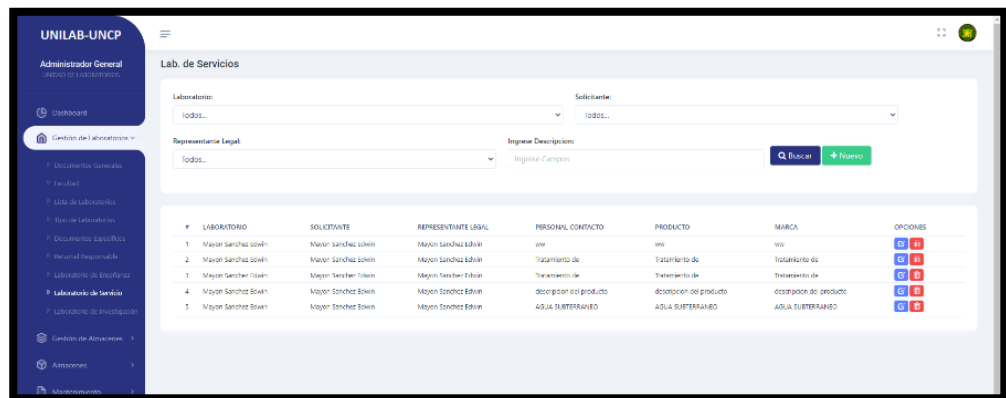 UNILAB-UNCP
Administrador General
UNIDAD DE LABORATORIOS
Dashboard
Gestión de Laboratorios
Documentos Generales
Facultad
Lista de Laboratorios
Tipo de Laboratorios
Documentos Específicos
Personal Responsable
Laboratorio de Enseñanza
Laboratorio de Servicio
Laboratorio de Investigación
Gestión de Almacenes
Almacenes
Mantenimiento
Lab. de Servicios
Laboratorio: Solicitante:
Todos... Todos...
Representante Legal: Ingrese Descripcion:
Todos... Ingrese Campos Buscar + Nuevo
# LABORATORIO SOLICITANTE REPRESENTANTE LEGAL PERSONAL CONTACTO PRODUCTO MARCA OPCIONES
1 Mayon Sanchez Edwin Mayon Sanchez Edwin Mayon Sanchez Edwin ww ww ww
2 Mayon Sanchez Edwin Mayon Sanchez Edwin Mayon Sanchez Edwin Tratamiento de Tratamiento de Tratamiento de
3 Mayon Sanchez Edwin Mayon Sanchez Edwin Mayon Sanchez Edwin Tratamiento de Tratamiento de Tratamiento de
4 Mayon Sanchez Edwin Mayon Sanchez Edwin Mayon Sanchez Edwin descripcion del producto descripcion del producto descripcion del producto
5 Mayon Sanchez Edwin Mayon Sanchez Edwin Mayon Sanchez Edwin AGUA SUBTERRANEO AGUA SUBTERRANEO AGUA SUBTERRANEO